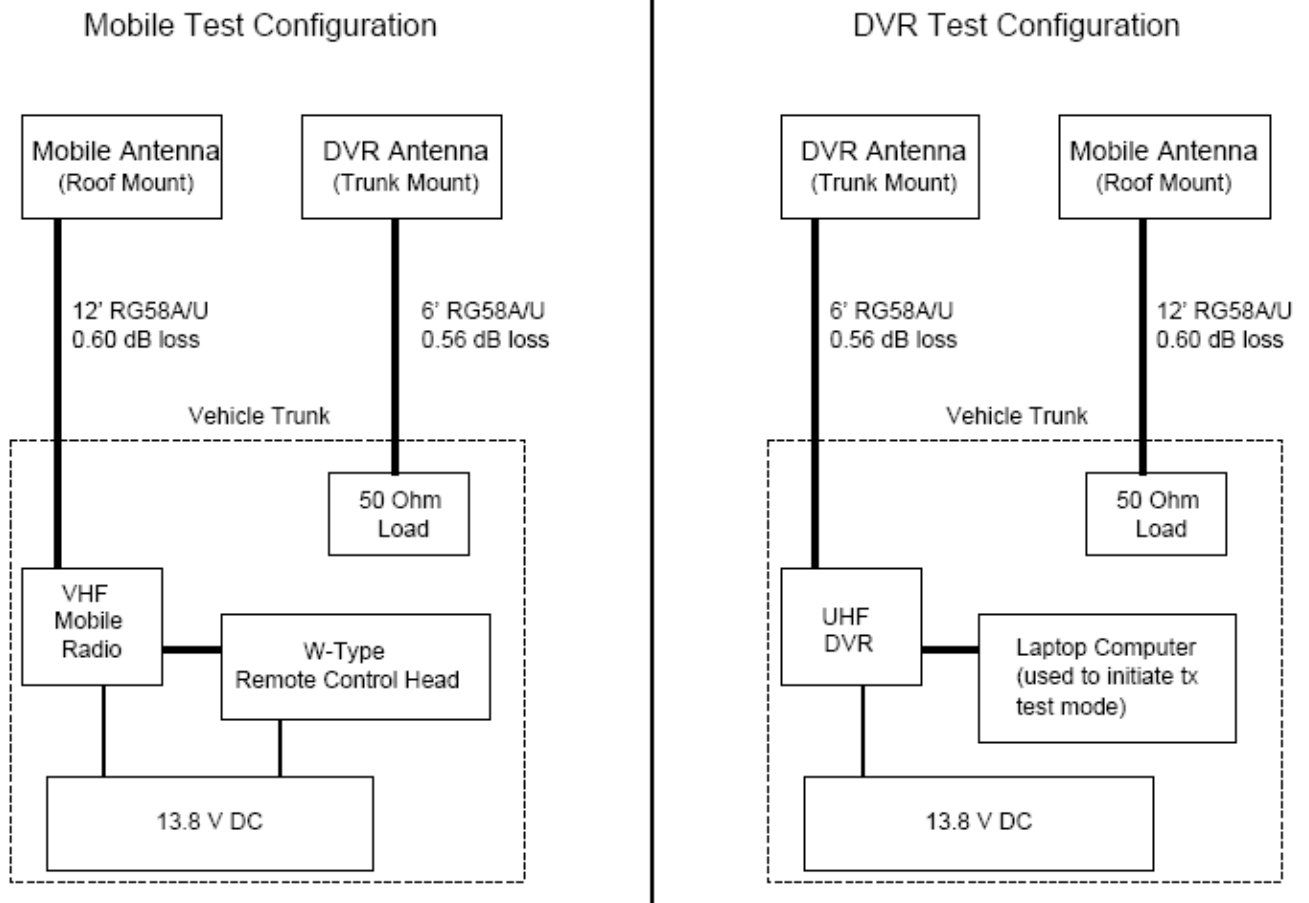 Mobile Test Configuration
Mobile Antenna
(Roof Mount)
DVR Antenna
(Trunk Mount)
12’ RG58A/U
0.60 dB loss
6’ RG58A/U
0.56 dB loss
Vehicle Trunk
50 Ohm
Load
VHF
Mobile
Radio
W-Type
Remote Control Head
13.8 V DC
DVR Test Configuration
DVR Antenna
(Trunk Mount)
Mobile Antenna
(Roof Mount)
6’ RG58A/U
0.56 dB loss
12’ RG58A/U
0.60 dB loss
Vehicle Trunk
50 Ohm
Load
UHF
DVR
Laptop Computer
(used to initiate tx
test mode)
13.8 V DC